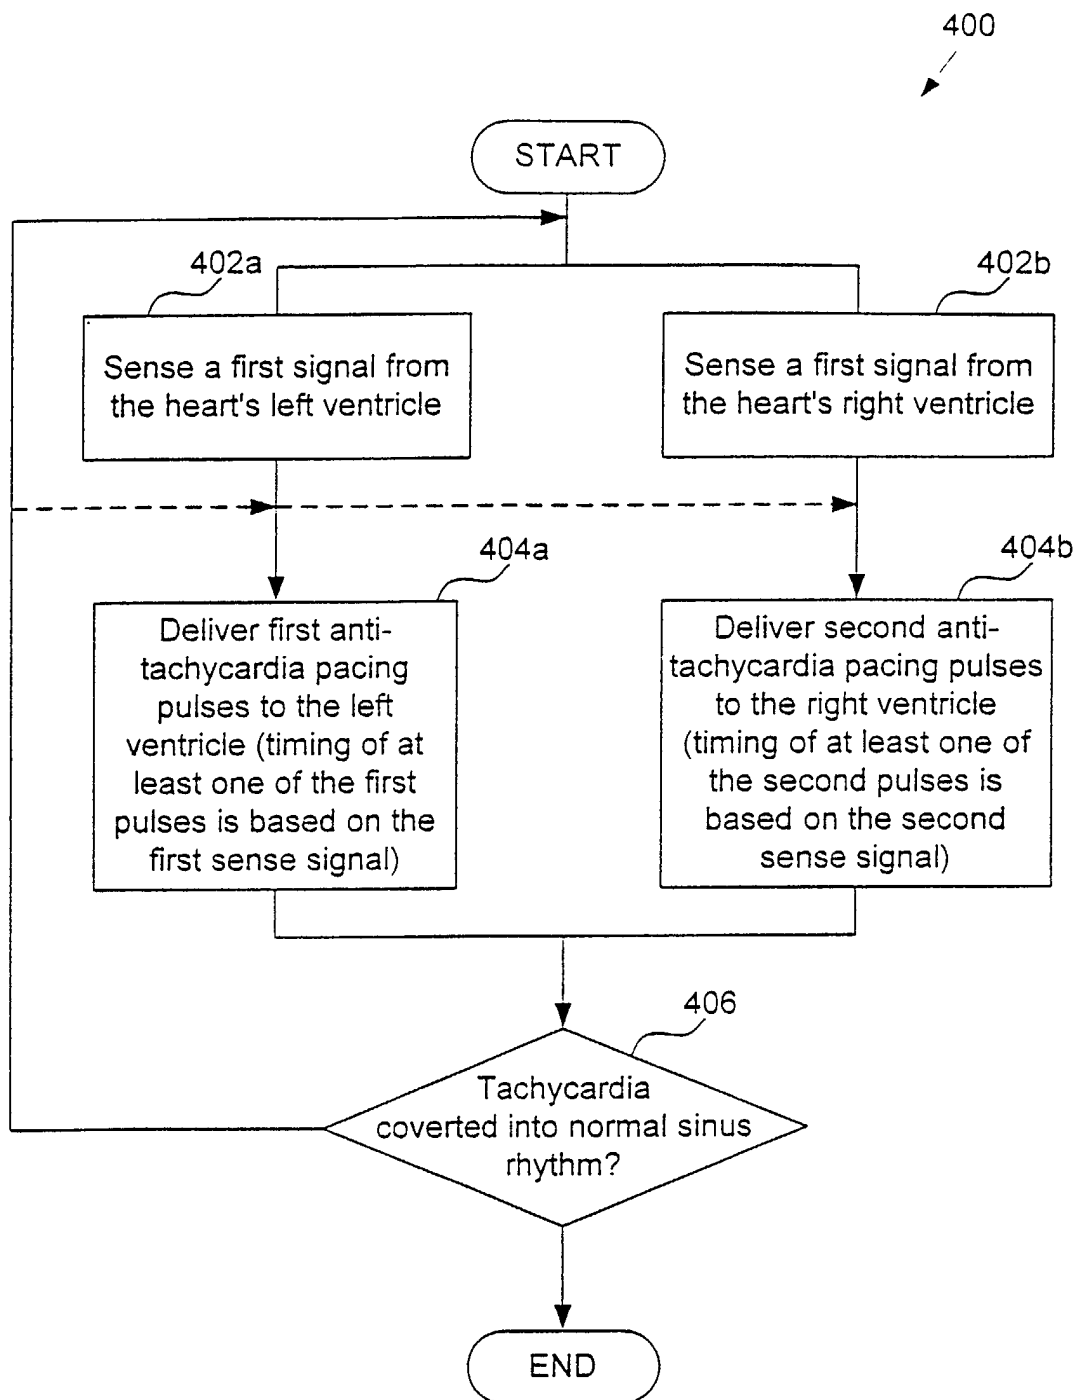 400
START
402a
402b
Sense a first signal from
the heart's left ventricle
Sense a first signal from
the heart's right ventricle
404a
404b
Deliver first anti-
tachycardia pacing
pulses to the left
ventricle (timing of at
least one of the first
pulses is based on the
first sense signal)
Deliver second anti-
tachycardia pacing pulses
to the right ventricle
(timing of at least one of
the second pulses is
based on the second
sense signal)
406
Tachycardia
coverted into normal sinus
rhythm?
END